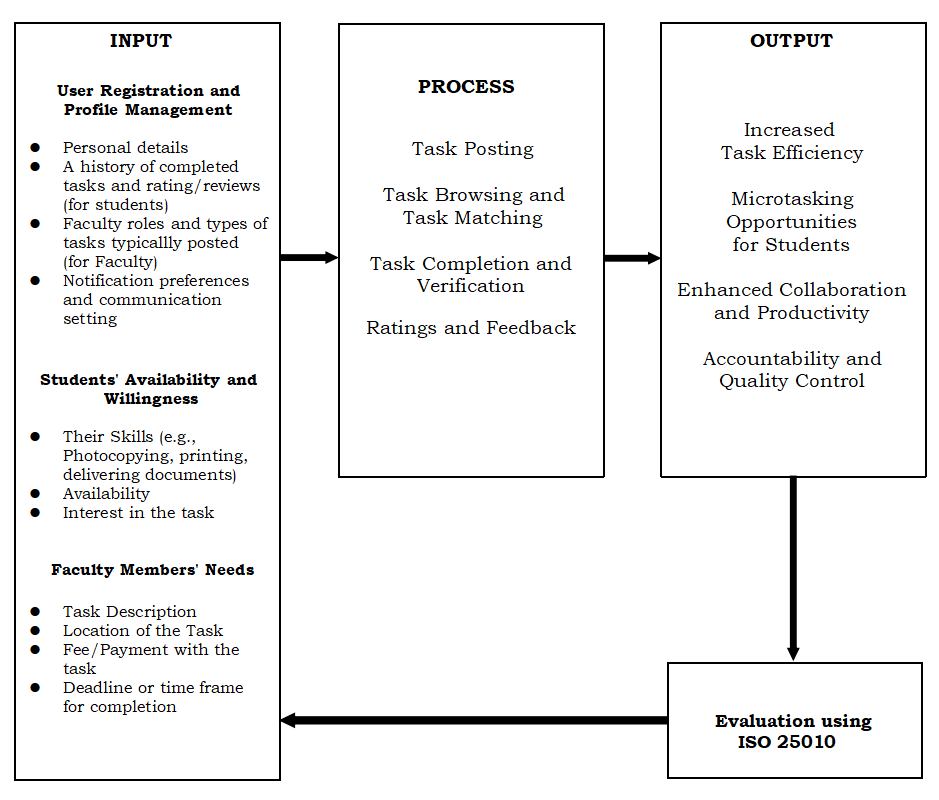 INPUT
User Registration and
Profile Management
● Personal details
● A history of completed
tasks and rating/reviews
(for students)
● Faculty roles and types of
tasks typically posted
(for Faculty)
● Notification preferences
and communication
setting
Students' Availability and
Willingness
● Their Skills (e.g.,
Photocopying, printing,
delivering documents)
● Availability
● Interest in the task
Faculty Members' Needs
● Task Description
● Location of the Task
● Fee/Payment with the
task
● Deadline or time frame
for completion
PROCESS
Task Posting
Task Browsing and
Task Matching
Task Completion and
Verification
Ratings and Feedback
OUTPUT
Increased
Task Efficiency
Microtasking
Opportunities
for Students
Enhanced Collaboration
and Productivity
Accountability and
Quality Control
Evaluation using
ISO 25010